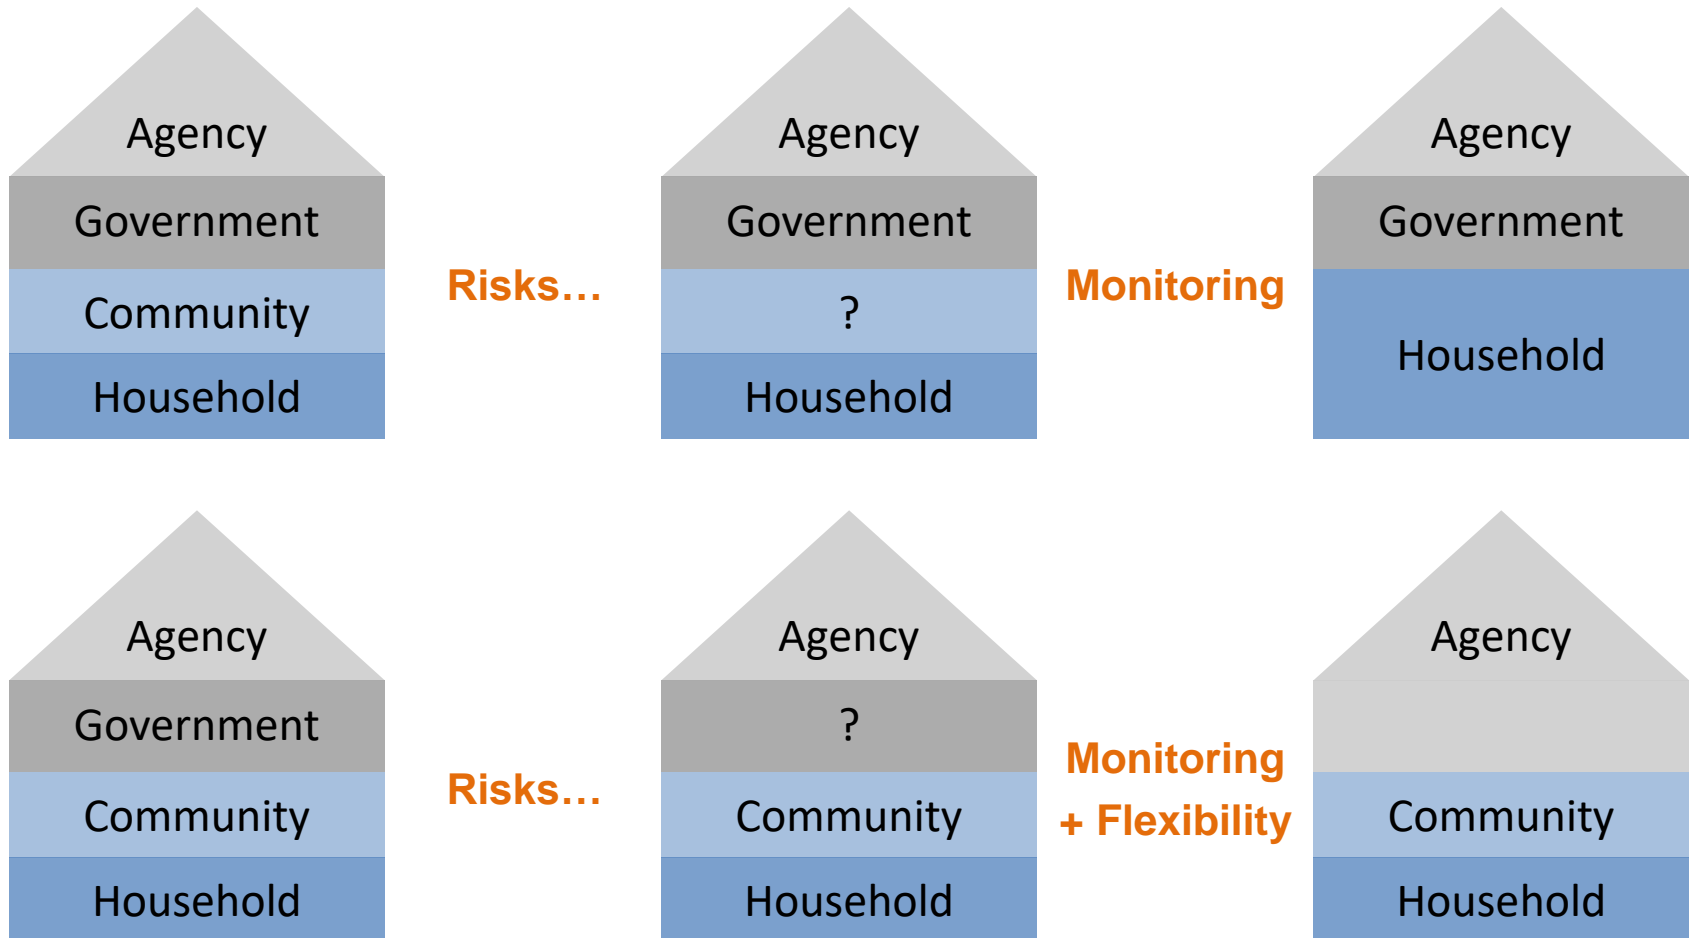 Agency
Government
Community
Household
Risks…
Agency
Government
?
Household
Monitoring
Agency
Government
Household
Agency
Government
Community
Household
Risks…
Agency
?
Community
Household
Monitoring
+ Flexibility
Agency
Community
Household